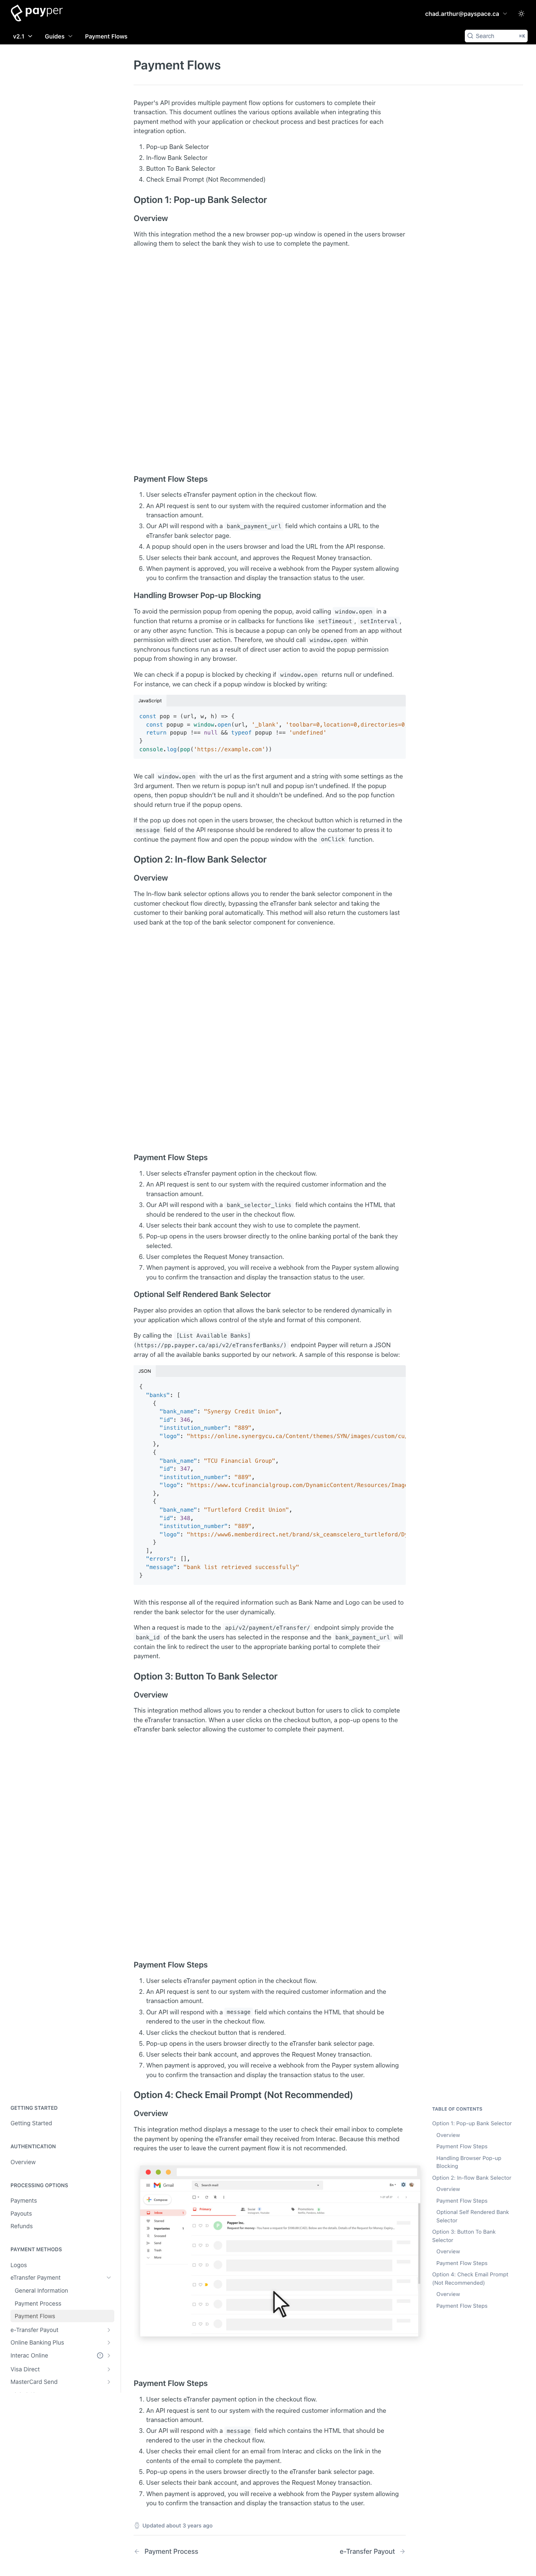 payper
chad.arthur@payspace.ca
v2.1
Guides
Payment Flows
Search
⌘K
Payment Flows
Payper's API provides multiple payment flow options for customers to complete their
transaction. This document outlines the various options available when integrating this
payment method with your application or checkout process and best practices for each
integration option.
1. Pop-up Bank Selector
2. In-flow Bank Selector
3. Button To Bank Selector
4. Check Email Prompt (Not Recommended)
Option 1: Pop-up Bank Selector
Overview
With this integration method the a new browser pop-up window is opened in the users browser
allowing them to select the bank they wish to use to complete the payment.
Payment Flow Steps
1. User selects eTransfer payment option in the checkout flow.
2. An API request is sent to our system with the required customer information and the
transaction amount.
3. Our API will respond with a bank_payment_url field which contains a URL to the
eTransfer bank selector page.
4. A popup should open in the users browser and load the URL from the API response.
5. User selects their bank account, and approves the Request Money transaction.
6. When payment is approved, you will receive a webhook from the Payper system allowing
you to confirm the transaction and display the transaction status to the user.
Handling Browser Pop-up Blocking
To avoid the permission popup from opening the popup, avoid calling window.open in a
function that returns a promise or in callbacks for functions like setTimeout, setInterval,
or any other async function. This is because a popup can only be opened from an app without
permission with direct user action. Therefore, we should call window.open within
synchronous functions run as a result of direct user action to avoid the popup permission
popup from showing in any browser.
We can check if a popup is blocked by checking if window.open returns null or undefined.
For instance, we can check if a popup window is blocked by writing:
JavaScript
const pop = (url, w, h) => {
const popup = window.open(url, '_blank', 'toolbar=0,location=0,directories=0
return popup !== null && typeof popup !== 'undefined'
}
console.log(pop('https://example.com'))
We call window.open with the url as the first argument and a string with some settings as the
3rd argument. Then we return is popup isn't null and popup isn't undefined. If the popup
opens, then popup shouldn't be null and it shouldn't be undefined. And so the pop function
should return true if the popup opens.
If the pop up does not open in the users browser, the checkout button which is returned in the
message field of the API response should be rendered to allow the customer to press it to
continue the payment flow and open the popup window with the onClick function.
Option 2: In-flow Bank Selector
Overview
The In-flow bank selector options allows you to render the bank selector component in the
customer checkout flow directly, bypassing the eTransfer bank selector and taking the
customer to their banking poral automatically. This method will also return the customers last
used bank at the top of the bank selector component for convenience.
Payment Flow Steps
1. User selects eTransfer payment option in the checkout flow.
2. An API request is sent to our system with the required customer information and the
transaction amount.
3. Our API will respond with a bank_selector_links field which contains the HTML that
should be rendered to the user in the checkout flow.
4. User selects their bank account they wish to use to complete the payment.
5. Pop-up opens in the users browser directly to the online banking portal of the bank they
selected.
6. User completes the Request Money transaction.
7. When payment is approved, you will receive a webhook from the Payper system allowing
you to confirm the transaction and display the transaction status to the user.
Optional Self Rendered Bank Selector
Payper also provides an option that allows the bank selector to be rendered dynamically in
your application which allows control of the style and format of this component.
By calling the [List Available Banks]
(https://pp.payper.ca/api/v2/eTransferBanks/) endpoint Payper will return a JSON
array of all the available banks supported by our network. A sample of this response is below:
JSON
{
"banks": [
{
"bank_name": "Synergy Credit Union",
"id": 346,
"institution_number": "889",
"logo": "https://online.synergycu.ca/Content/themes/SYN/images/custom/cu
},
{
"bank_name": "TCU Financial Group",
"id": 347,
"institution_number": "889",
"logo": "https://www.tcufinancialgroup.com/DynamicContent/Resources/Imag
},
{
"bank_name": "Turtleford Credit Union",
"id": 348,
"institution_number": "889",
"logo": "https://www6.memberdirect.net/brand/sk_ceamscelero_turtleford/D
}
],
"errors": [],
"message": "bank list retrieved successfully"
}
With this response all of the required information such as Bank Name and Logo can be used to
render the bank selector for the user dynamically.
When a request is made to the api/v2/payment/eTransfer/ endpoint simply provide the
bank_id of the bank the users has selected in the response and the bank_payment_url will
contain the link to redirect the user to the appropriate banking portal to complete their
payment.
Option 3: Button To Bank Selector
Overview
This integration method allows you to render a checkout button for users to click to complete
the eTransfer transaction. When a user clicks on the checkout button, a pop-up opens to the
eTransfer bank selector allowing the customer to complete their payment.
Payment Flow Steps
1. User selects eTransfer payment option in the checkout flow.
2. An API request is sent to our system with the required customer information and the
transaction amount.
3. Our API will respond with a message field which contains the HTML that should be
rendered to the user in the checkout flow.
4. User clicks the checkout button that is rendered.
5. Pop-up opens in the users browser directly to the eTransfer bank selector page.
6. User selects their bank account, and approves the Request Money transaction.
7. When payment is approved, you will receive a webhook from the Payper system allowing
you to confirm the transaction and display the transaction status to the user.
Option 4: Check Email Prompt (Not Recommended)
Overview
This integration method displays a message to the user to check their email inbox to complete
the payment by opening the eTransfer email they received from Interac. Because this method
requires the user to leave the current payment flow it is not recommended.
Gmail
Search mail
Compose
Primary
Social
Promotions
Inbox
Starred
Snoozed
Sent
Trash
More
Payper Inc.
Payment Flow Steps
1. User selects eTransfer payment option in the checkout flow.
2. An API request is sent to our system with the required customer information and the
transaction amount.
3. Our API will respond with a message field which contains the HTML that should be
rendered to the user in the checkout flow.
4. User checks their email client for an email from Interac and clicks on the link in the
contents of the email to complete the payment.
5. Pop-up opens in the users browser directly to the eTransfer bank selector page.
6. User selects their bank account, and approves the Request Money transaction.
7. When payment is approved, you will receive a webhook from the Payper system allowing
you to confirm the transaction and display the transaction status to the user.
Updated about 3 years ago
Payment Process
e-Transfer Payout
GETTING STARTED
Getting Started
AUTHENTICATION
Overview
PROCESSING OPTIONS
Payments
Payouts
Refunds
PAYMENT METHODS
Logos
eTransfer Payment
General Information
Payment Process
Payment Flows
e-Transfer Payout
Online Banking Plus
Interac Online
Visa Direct
MasterCard Send
TABLE OF CONTENTS
Option 1: Pop-up Bank Selector
Overview
Payment Flow Steps
Handling Browser Pop-up
Blocking
Option 2: In-flow Bank Selector
Overview
Payment Flow Steps
Optional Self Rendered Bank
Selector
Option 3: Button To Bank
Selector
Overview
Payment Flow Steps
Option 4: Check Email Prompt
(Not Recommended)
Overview
Payment Flow Steps